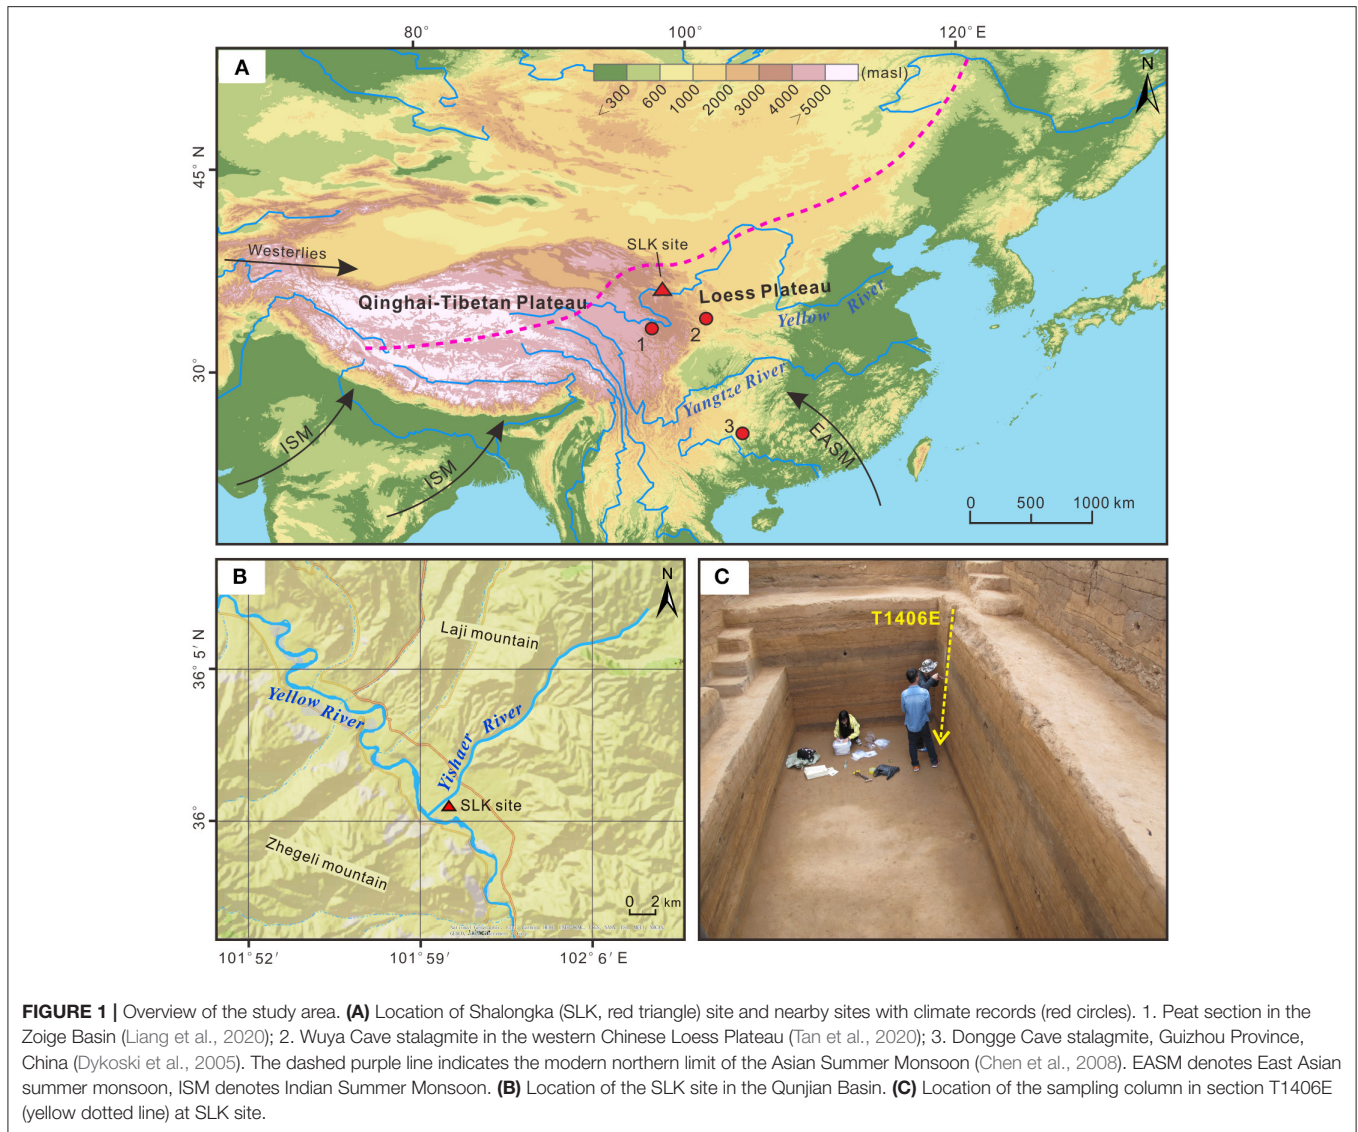 80°
100°
120°E
A
N
(masl)
<300
600
1000
2000
3000
4000
>5000
45° N
Westerlies
SLK site
Qinghai-Tibetan Plateau
Loess Plateau
Yellow River
1
2
30°
Yangtze River
3
ISM
ISM
EASM
0 500 1000 km
B
N
Laji mountain
36° 5′ N
Yellow River
Yishaer River
SLK site
36°
Zhegeli mountain
0 2 km
101°52′
101°59′
102°6′E
C
T1406E
FIGURE 1 | Overview of the study area. (A) Location of Shalongka (SLK, red triangle) site and nearby sites with climate records (red circles). 1. Peat section in the
Zoige Basin (Liang et al., 2020); 2. Wuya Cave stalagmite in the western Chinese Loess Plateau (Tan et al., 2020); 3. Dongge Cave stalagmite, Guizhou Province,
China (Dykoski et al., 2005). The dashed purple line indicates the modern northern limit of the Asian Summer Monsoon (Chen et al., 2008). EASM denotes East Asian
summer monsoon, ISM denotes Indian Summer Monsoon. (B) Location of the SLK site in the Qunjian Basin. (C) Location of the sampling column in section T1406E
(yellow dotted line) at SLK site.